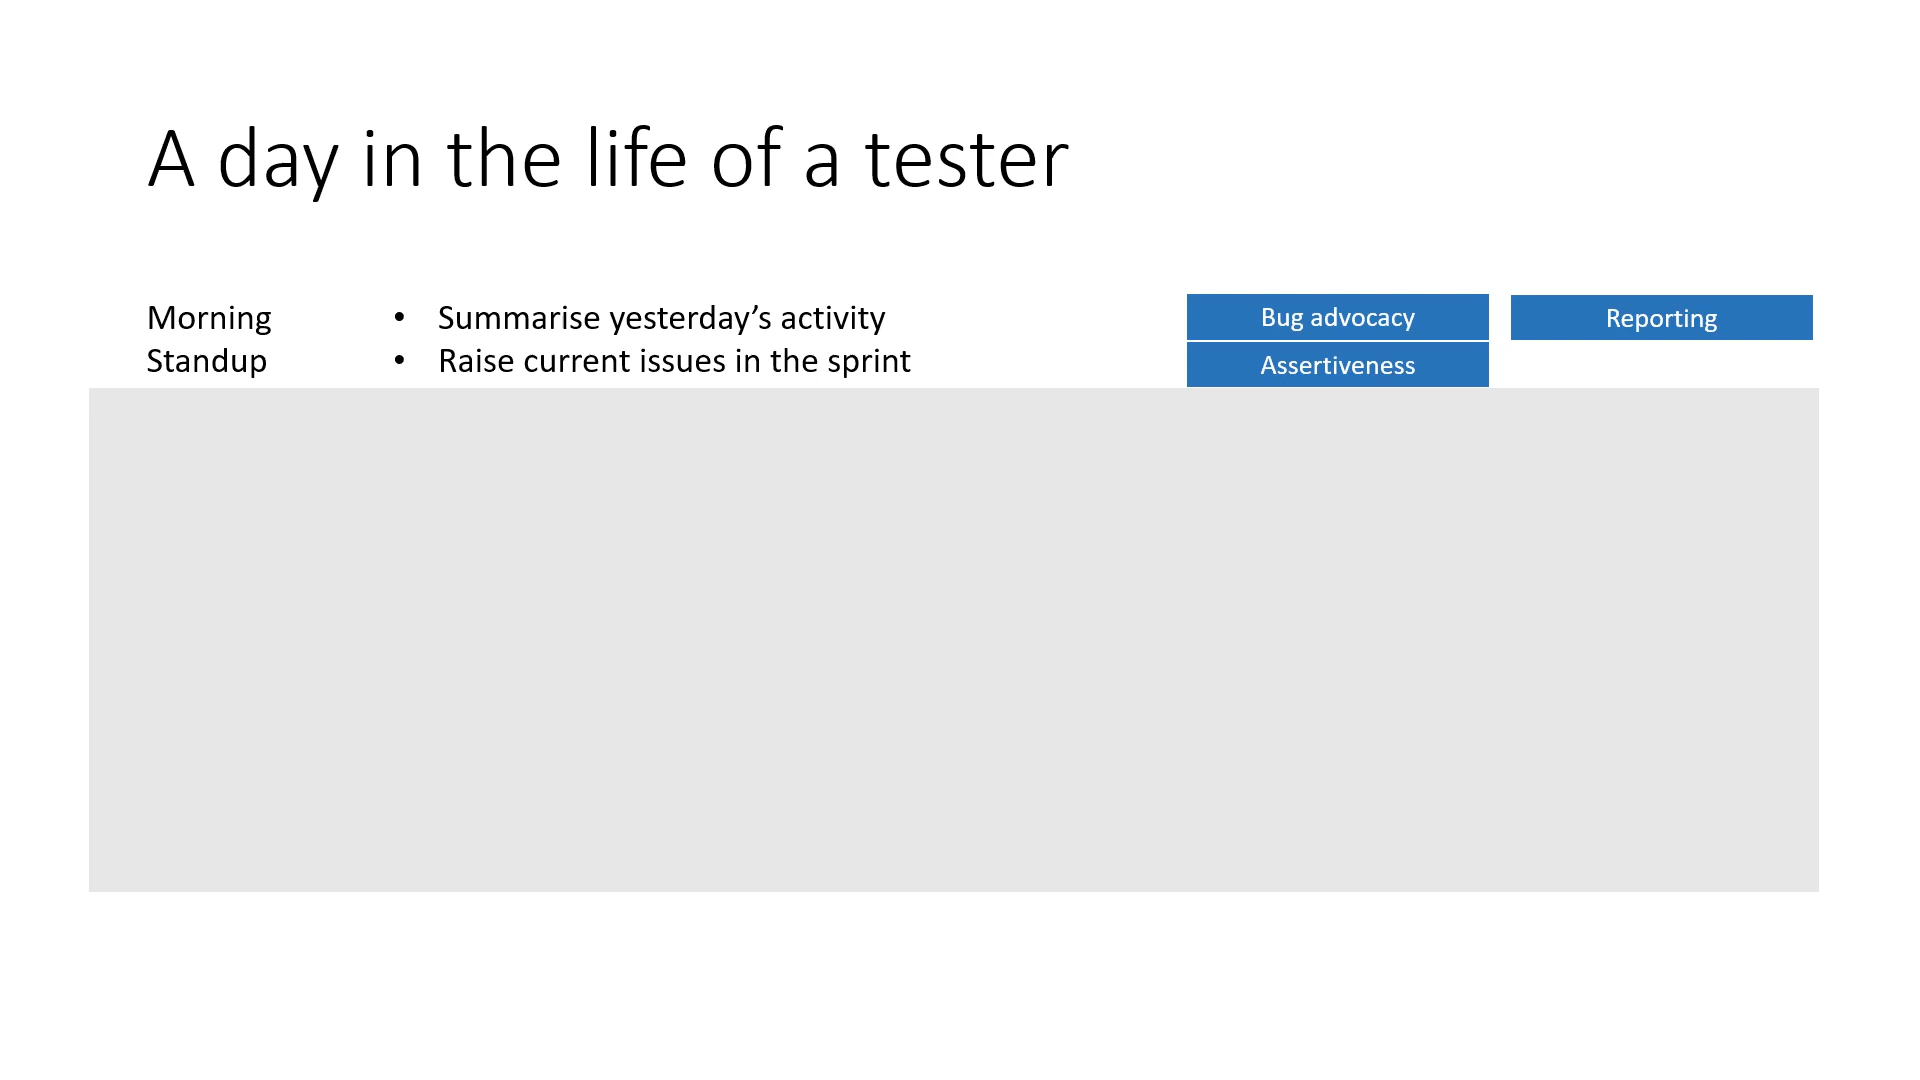 A day in the life of a tester
Morning
Standup
• Summarise yesterday’s activity
• Raise current issues in the sprint
Bug advocacy
Reporting
Assertiveness